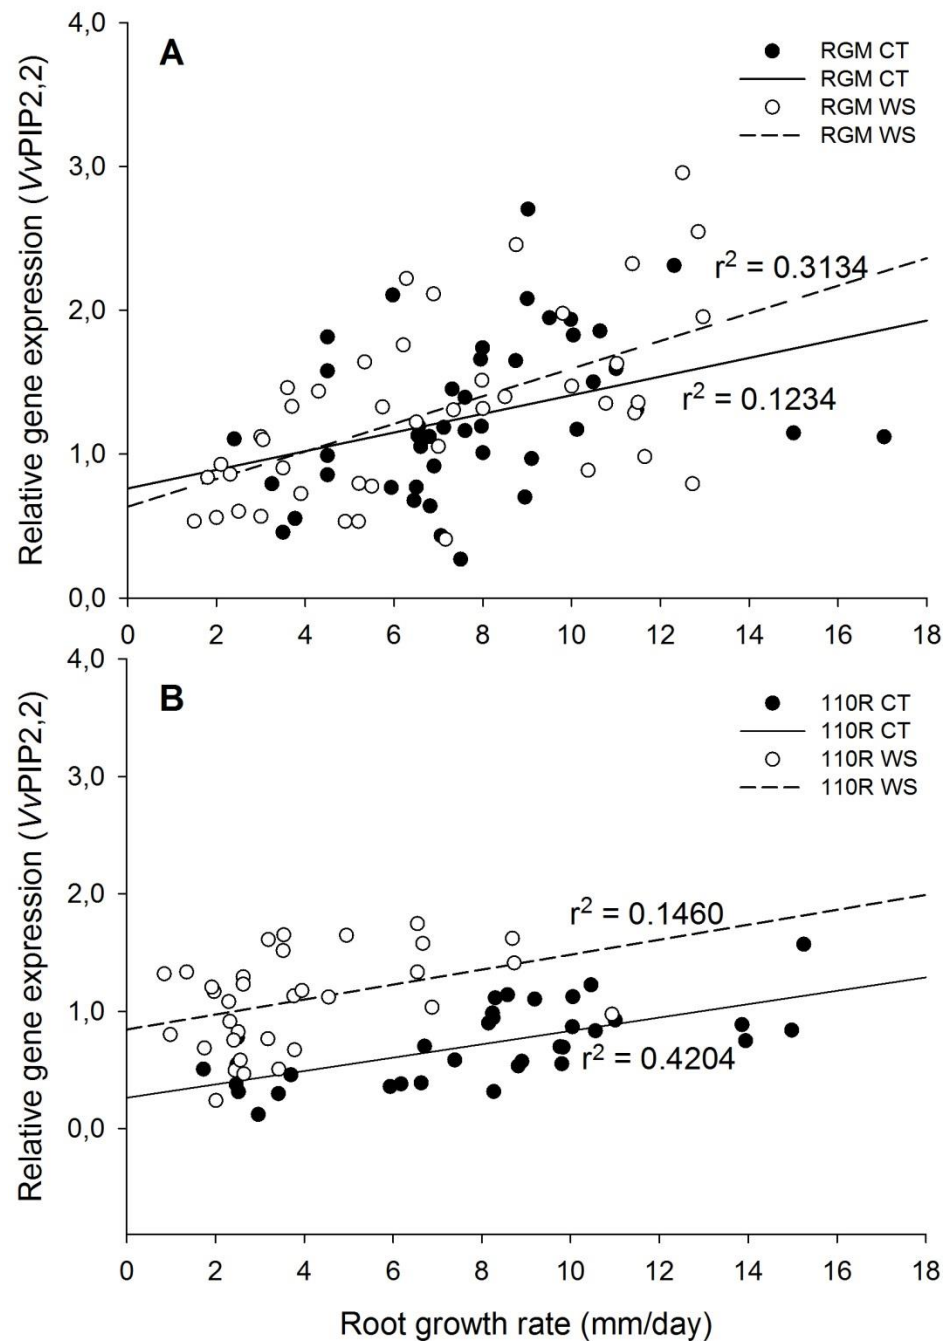 4,0
A
RGM CT
RGM CT
RGM WS
RGM WS
3,0
r² = 0.3134
2,0
r² = 0.1234
1,0
0,0
Relative gene expression (VvPIP2,2)
0 2 4 6 8 10 12 14 16 18
4,0
B
110R CT
110R CT
110R WS
110R WS
3,0
2,0
r² = 0.1460
1,0
r² = 0.4204
0,0
Relative gene expression (VvPIP2,2)
0 2 4 6 8 10 12 14 16 18
Root growth rate (mm/day)